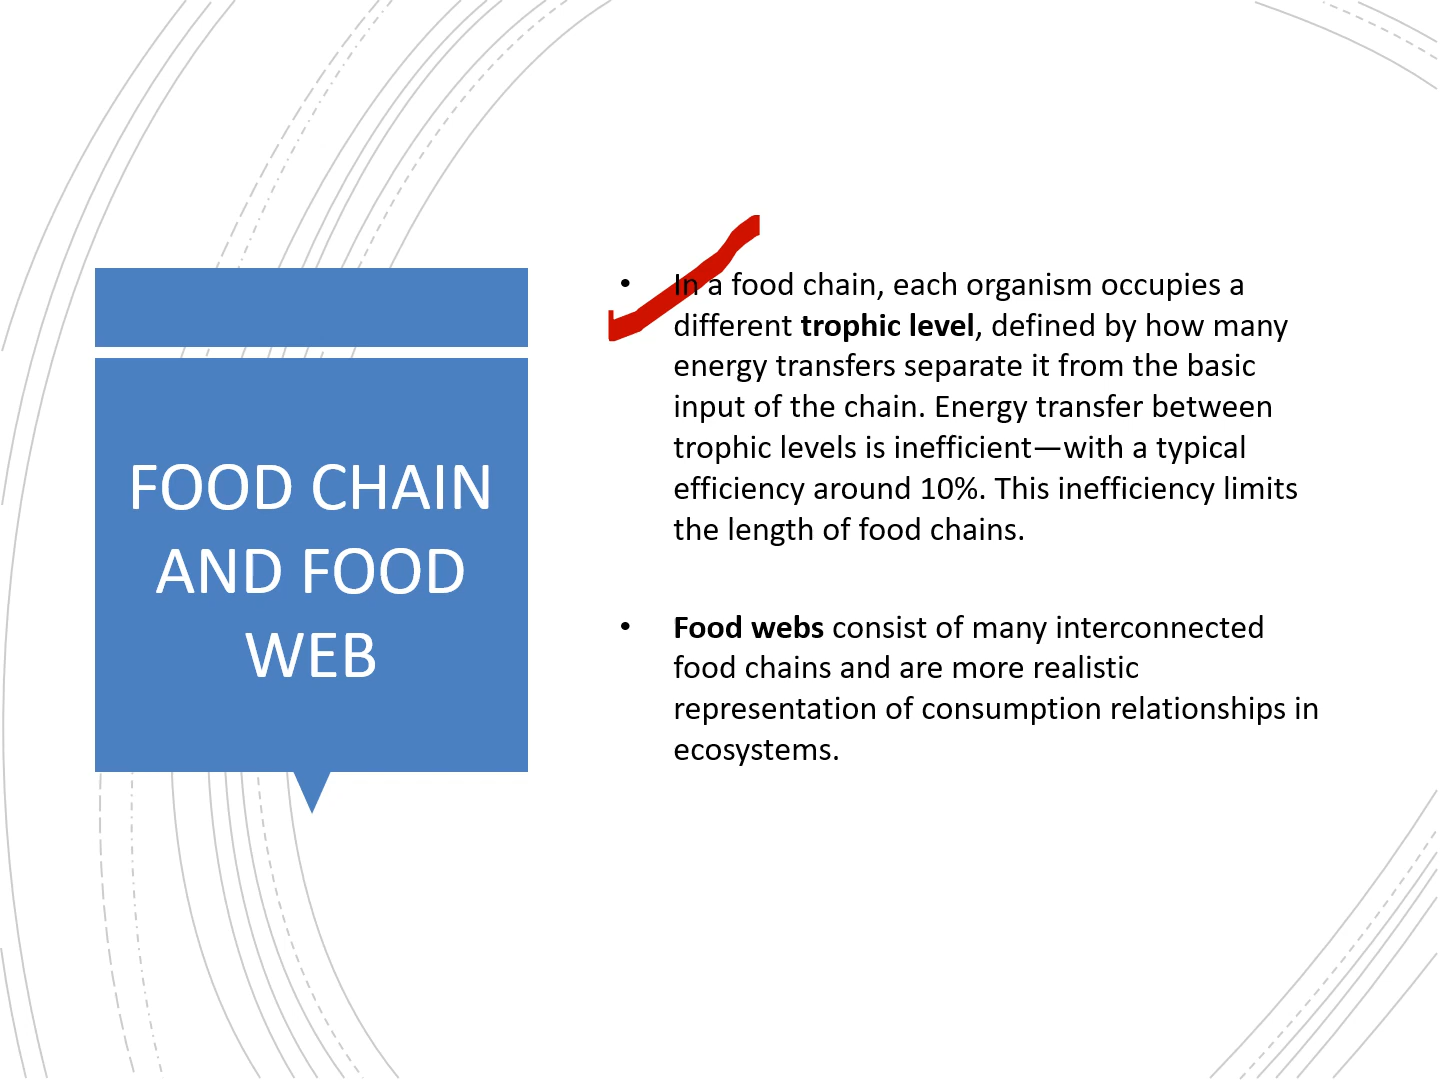 FOOD CHAIN
AND FOOD
WEB
• In a food chain, each organism occupies a
different trophic level, defined by how many
energy transfers separate it from the basic
input of the chain. Energy transfer between
trophic levels is inefficient—with a typical
efficiency around 10%. This inefficiency limits
the length of food chains.
• Food webs consist of many interconnected
food chains and are more realistic
representation of consumption relationships in
ecosystems.